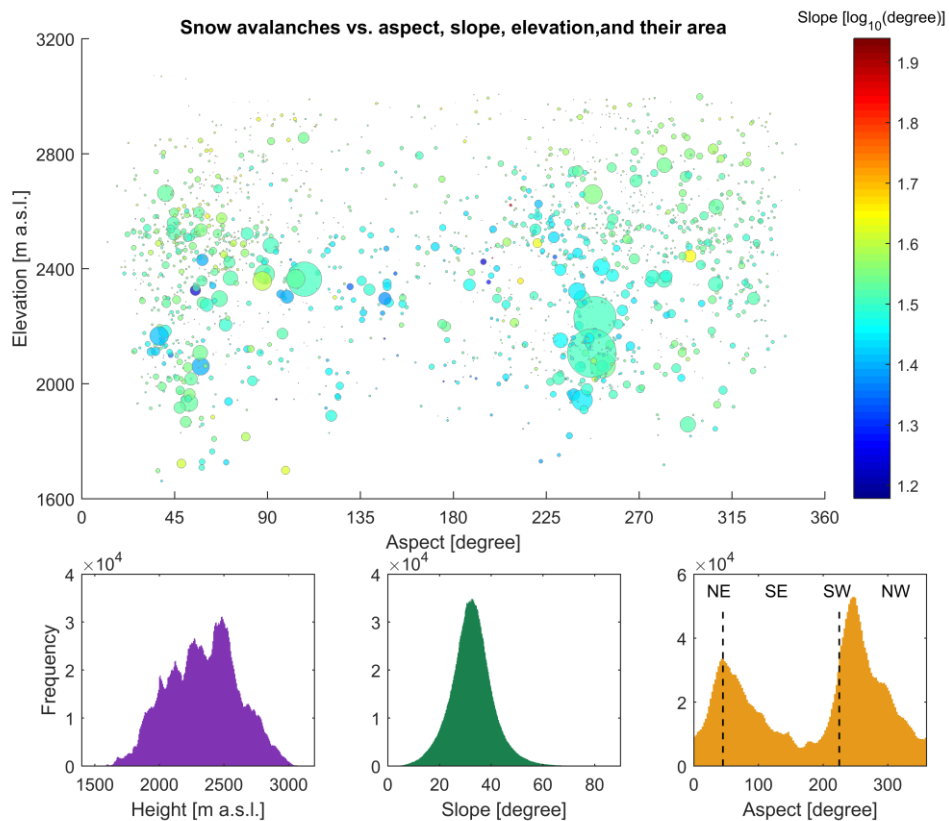 Slope [log10(degree)]
Snow avalanches vs. aspect, slope, elevation,and their area
3200
2800
2400
2000
1600
Elevation [m a.s.l.]
0 45 90 135 180 225 270 315 360
Aspect [degree]
1.9
1.8
1.7
1.6
1.5
1.4
1.3
1.2
×10^4
4
3
2
1
0
Frequency
1500 2000 2500 3000
Height [m a.s.l.]
×10^4
4
3
2
1
0
0 20 40 60 80
Slope [degree]
×10^4
6
4
2
0
NE SE SW NW
0 100 200 300
Aspect [degree]